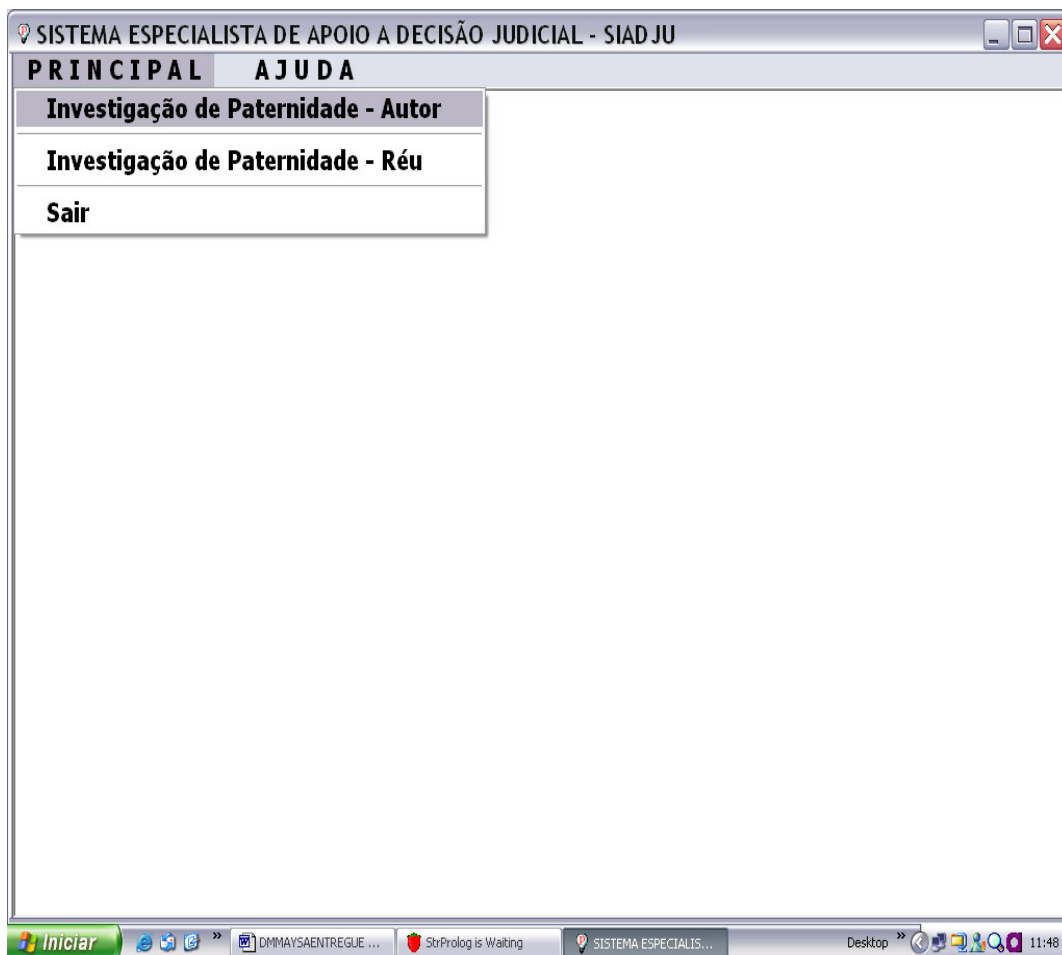 SISTEMA ESPECIALISTA DE APOIO A DECISÃO JUDICIAL - SIADJU
PRINCIPAL AJUDA
Investigação de Paternidade - Autor
Investigação de Paternidade - Réu
Sair
Iniciar » DMMAYSAENTREGUE ... StrProlog is Waiting SISTEMA ESPECIALIS... Desktop » 11:48